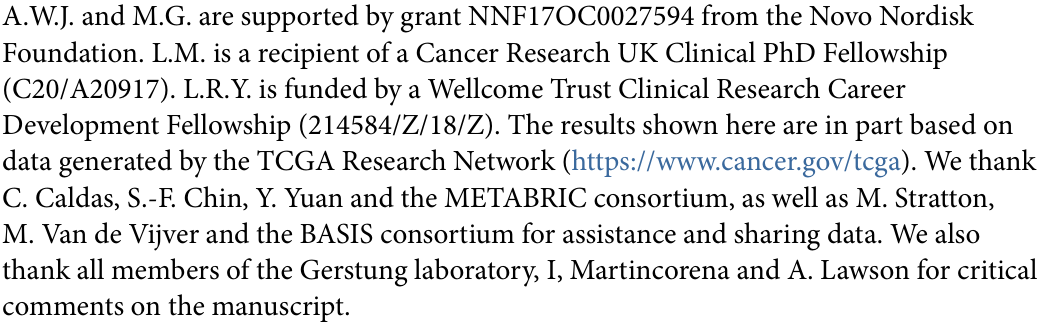 A.W.J. and M.G. are supported by grant NNF17OC0027594 from the Novo Nordisk
Foundation. L.M. is a recipient of a Cancer Research UK Clinical PhD Fellowship
(C20/A20917). L.R.Y. is funded by a Wellcome Trust Clinical Research Career
Development Fellowship (214584/Z/18/Z). The results shown here are in part based on
data generated by the TCGA Research Network (https://www.cancer.gov/tcga). We thank
C. Caldas, S.-F. Chin, Y. Yuan and the METABRIC consortium, as well as M. Stratton,
M. Van de Vijver and the BASIS consortium for assistance and sharing data. We also
thank all members of the Gerstung laboratory, I, Martincorena and A. Lawson for critical
comments on the manuscript.